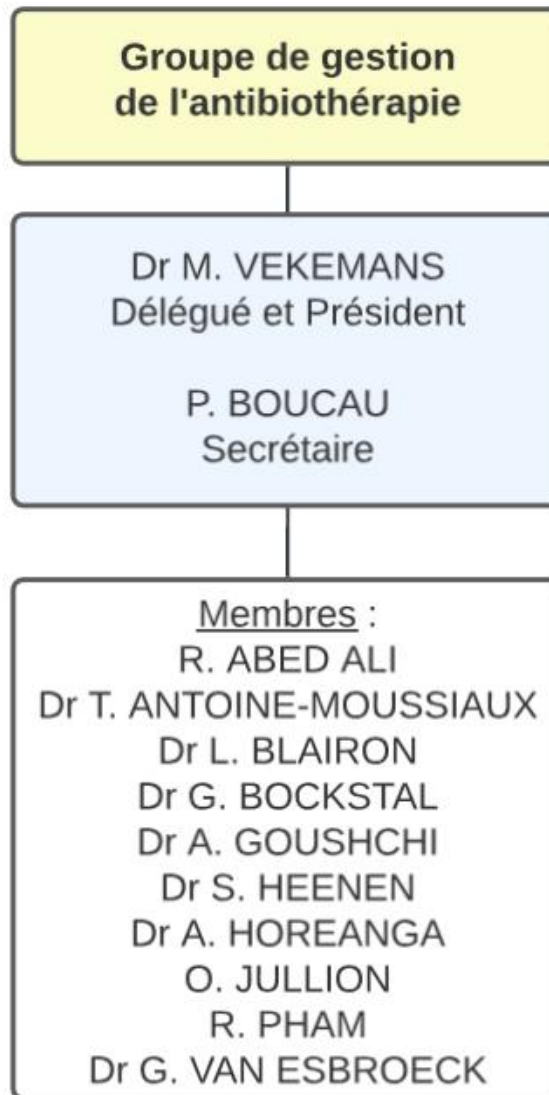 Groupe de gestion
de l'antibiothérapie
Dr M. VEKEMANS
Délégué et Président
P. BOUCAU
Secrétaire
Membres :
R. ABED ALI
Dr T. ANTOINE-MOUSSIAUX
Dr L. BLAIRON
Dr G. BOCKSTAL
Dr A. GOUSHCHI
Dr S. HEENEN
Dr A. HOREANGA
O. JULLION
R. PHAM
Dr G. VAN ESBROECK